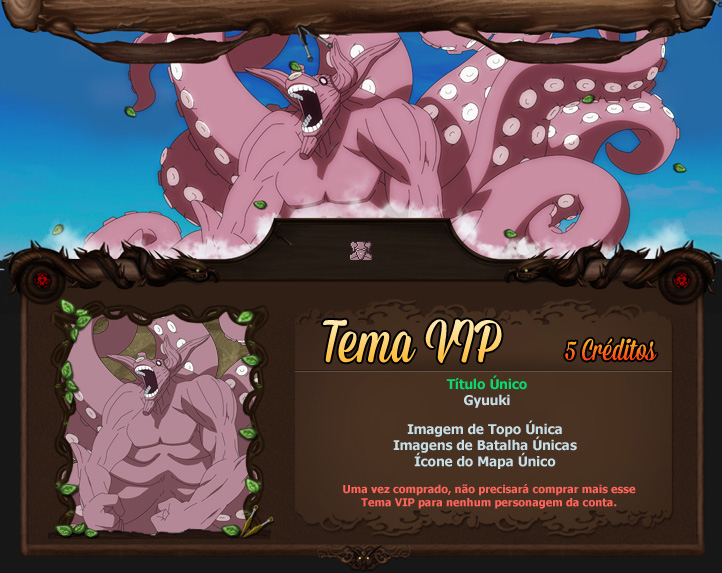 Tema VIP
5 Créditos
Título Único
Gyuuki
Imagem de Topo Única
Imagens de Batalha Únicas
Ícone do Mapa Único
Uma vez comprado, não precisará comprar mais esse
Tema VIP para nenhum personagem da conta.